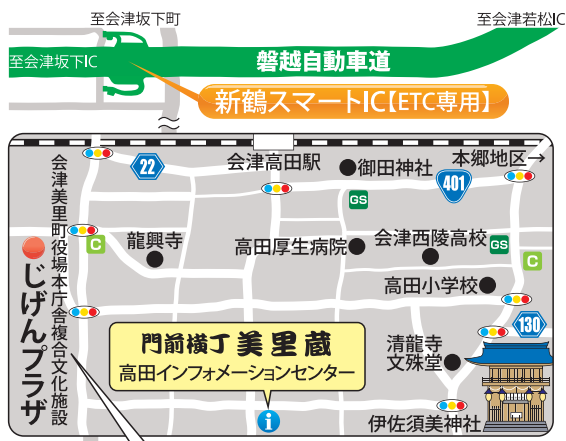 至会津坂下町
至会津若松IC
至会津坂下IC
磐越自動車道
新鶴スマートIC【ETC専用】
22
会津高田駅
御田神社
本郷地区→
401
GS
会津美里町役場本庁舎複合文化施設
じげんプラザ
C
龍興寺
高田厚生病院
会津西陵高校
GS
C
高田小学校
130
門前横丁美里蔵
高田インフォメーションセンター
i
清龍寺
文殊堂
伊佐須美神社